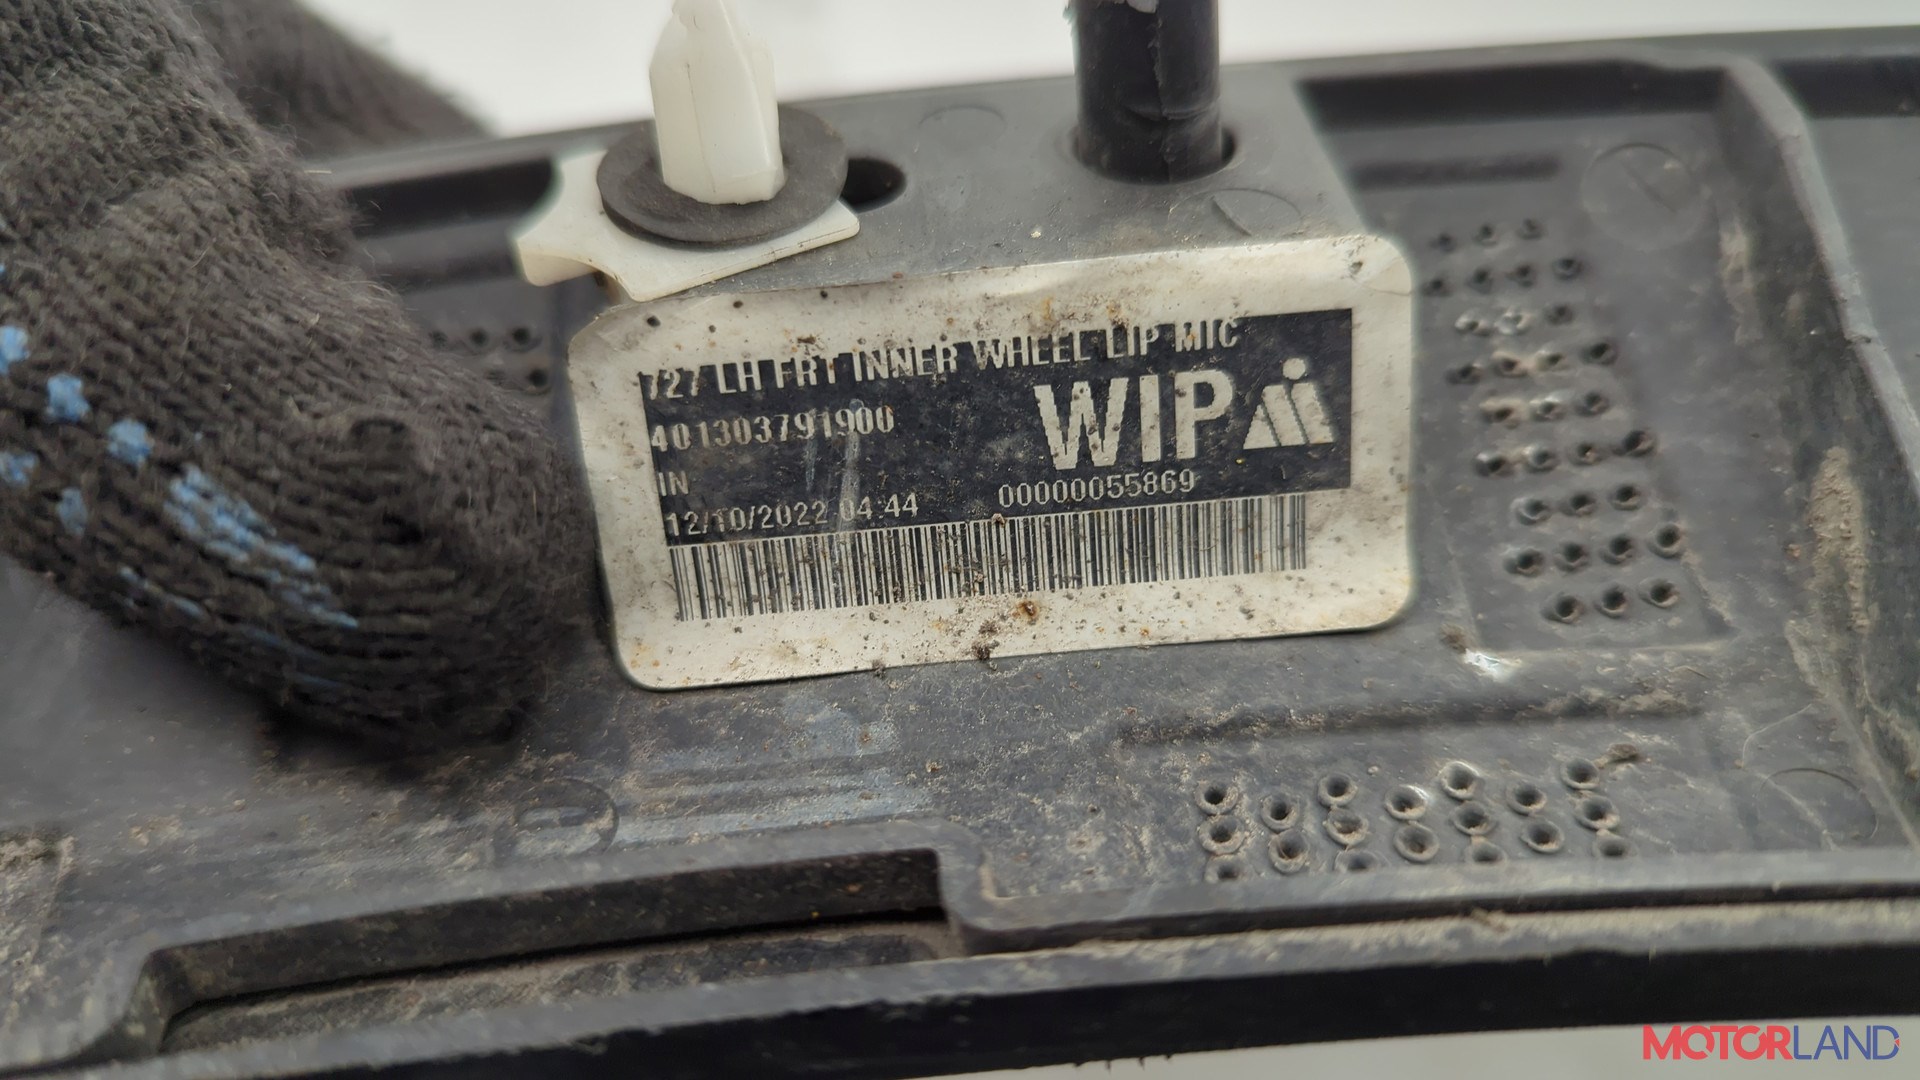 727 LH FRT INNER WHEEL LIP MIC
401303791900
WIP
IN
12/10/2022 04:44 00000055869
MOTORLAND